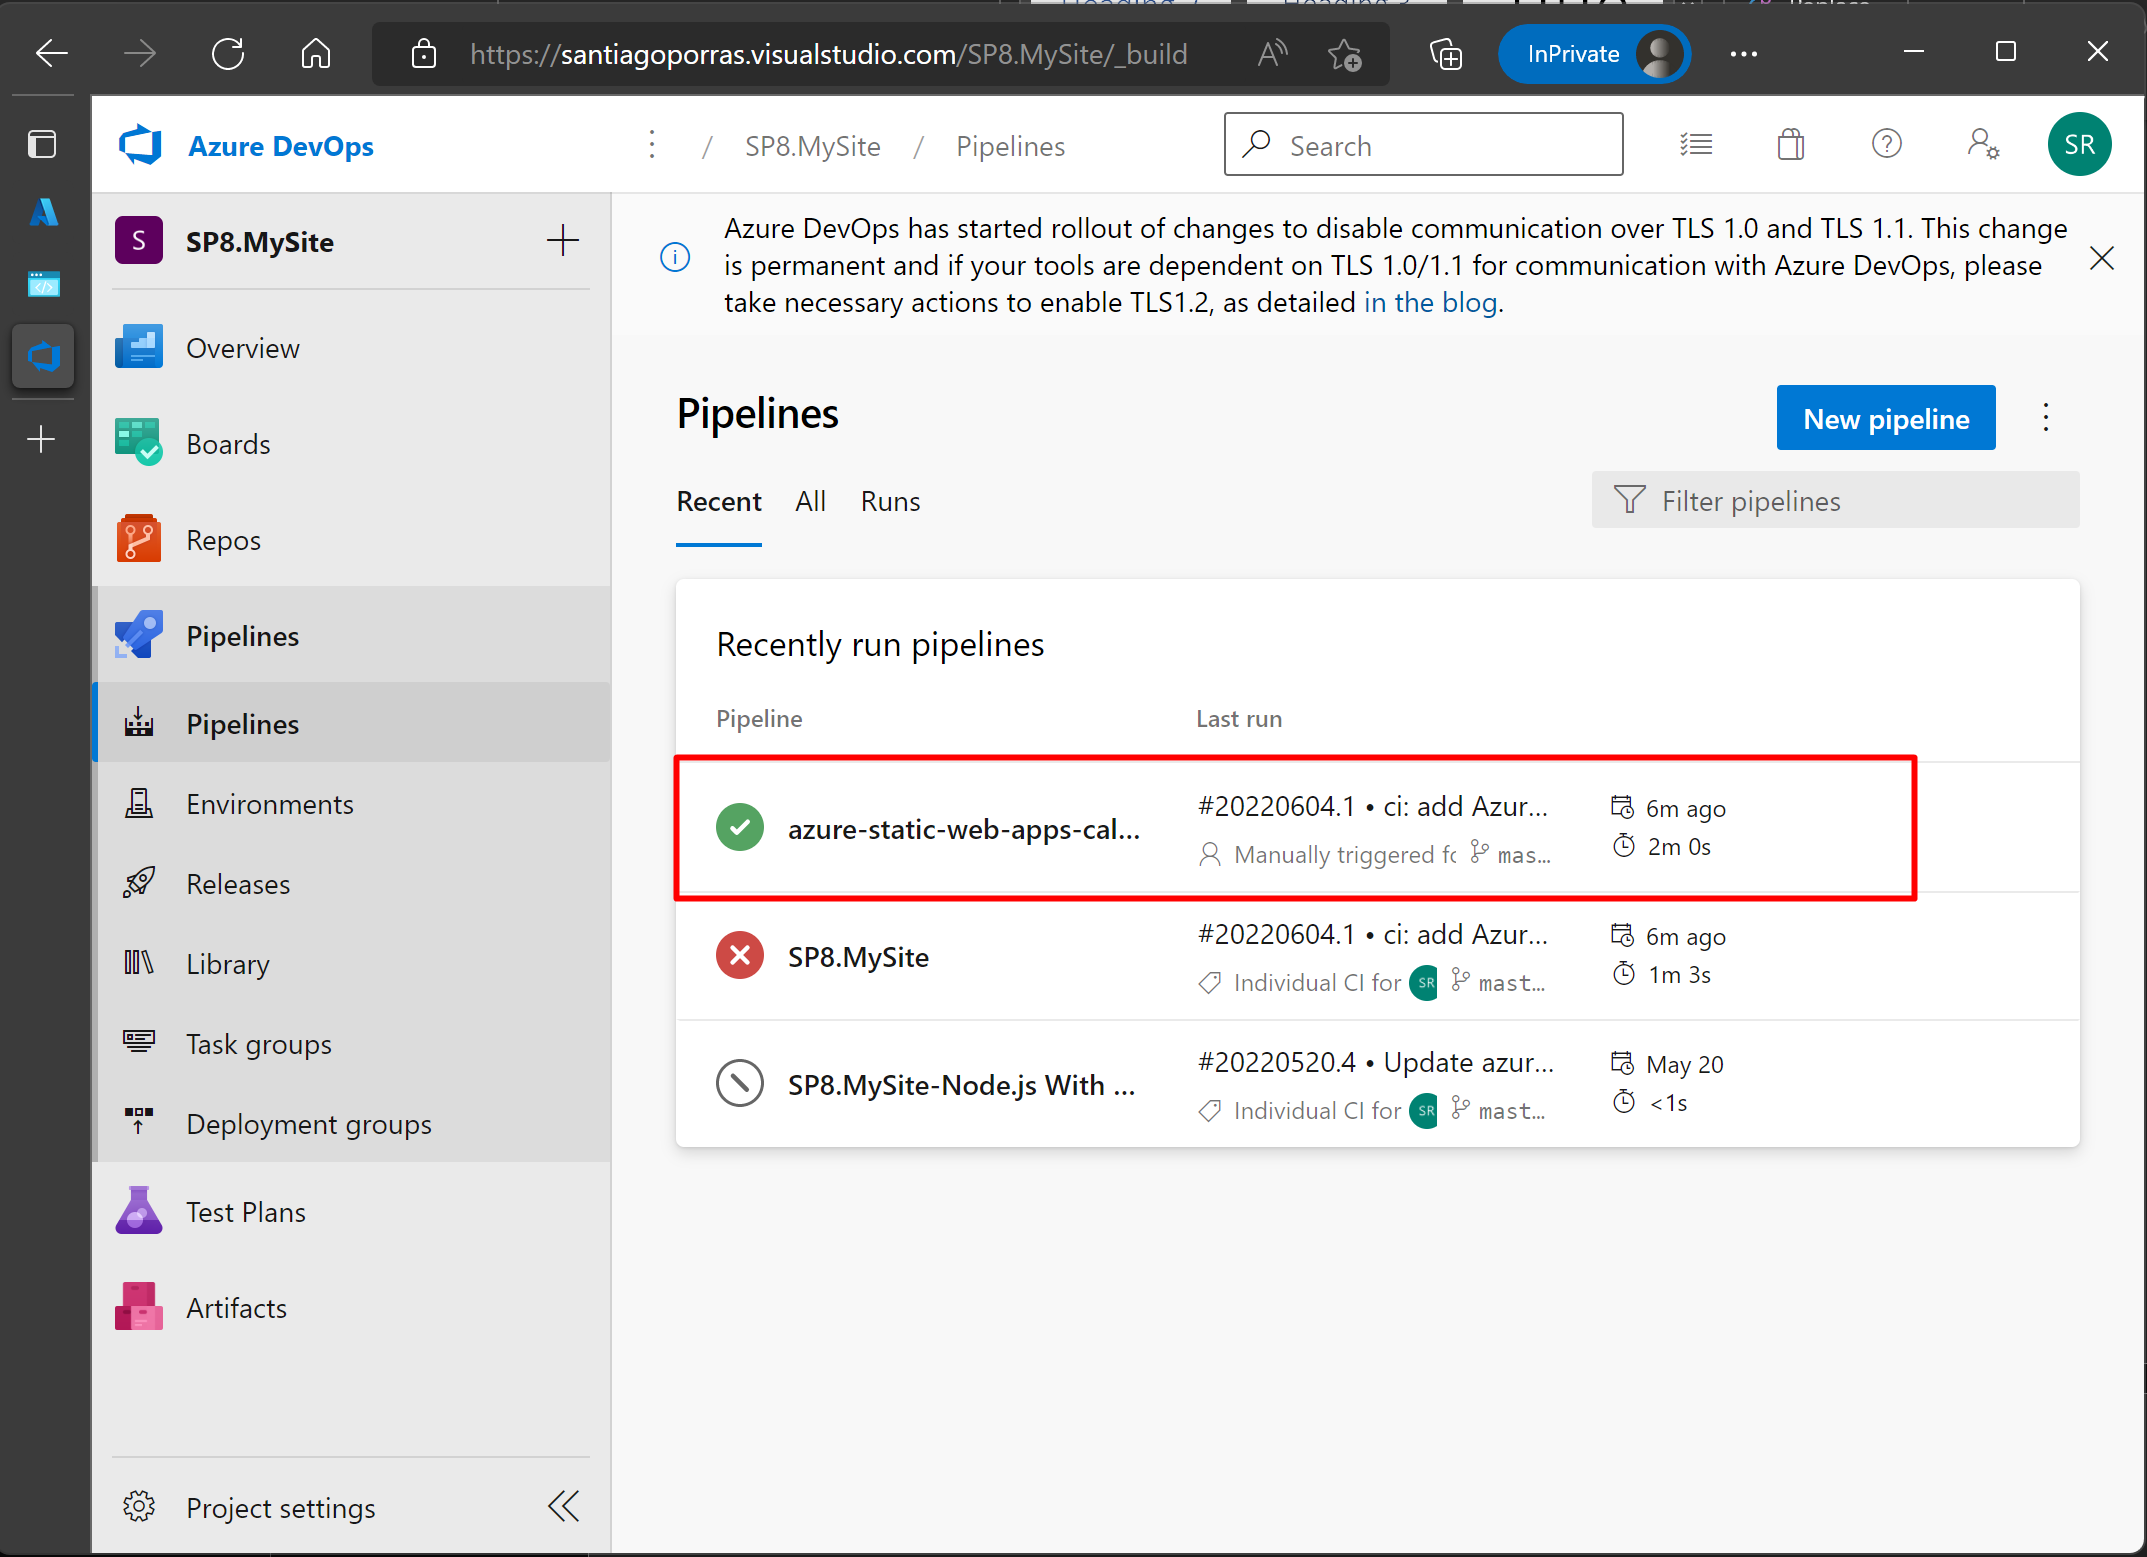 https://santiagoporras.visualstudio.com/SP8.MySite/_build
InPrivate
Azure DevOps
/ SP8.MySite / Pipelines
Search
SR
S SP8.MySite
Azure DevOps has started rollout of changes to disable communication over TLS 1.0 and TLS 1.1. This change
is permanent and if your tools are dependent on TLS 1.0/1.1 for communication with Azure DevOps, please
take necessary actions to enable TLS1.2, as detailed in the blog.
Overview
Boards
Repos
Pipelines
Pipelines
Environments
Releases
Library
Task groups
Deployment groups
Test Plans
Artifacts
Project settings
Pipelines
New pipeline
Recent All Runs
Filter pipelines
Recently run pipelines
Pipeline Last run
azure-static-web-apps-cal...
#20220604.1 • ci: add Azur...
6m ago
Manually triggered fo mas...
2m 0s
SP8.MySite
#20220604.1 • ci: add Azur...
6m ago
Individual CI for SR mast...
1m 3s
SP8.MySite-Node.js With ...
#20220520.4 • Update azur...
May 20
Individual CI for SR mast...
<1s